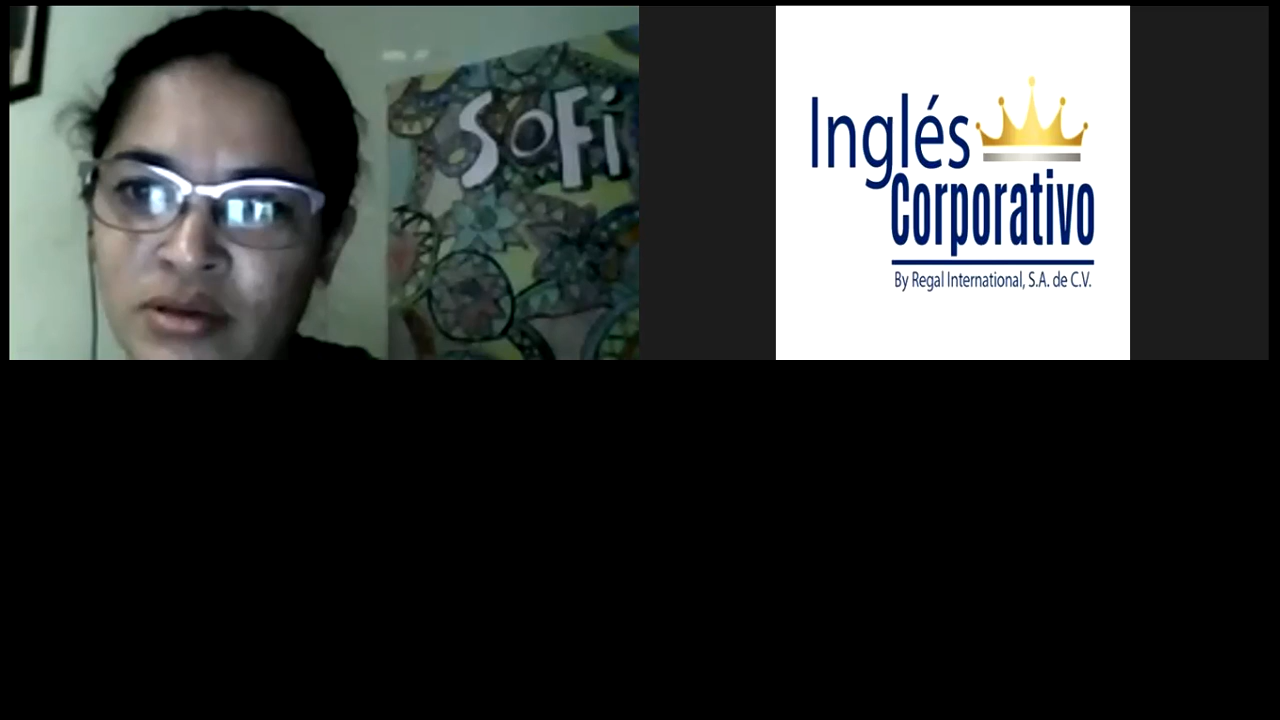 SoFi
Inglés
Corporativo
By Regal International, S.A. de C.V.